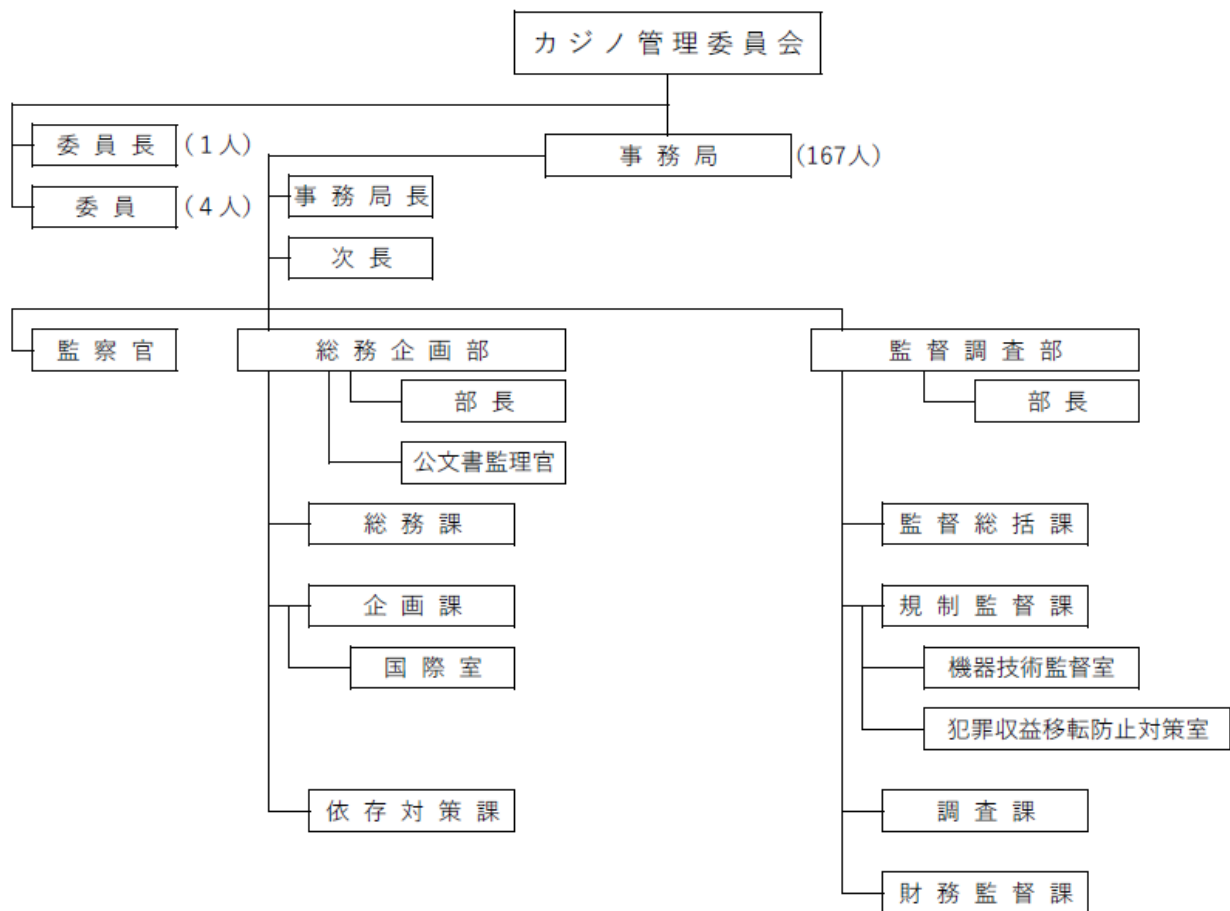 カジノ管理委員会
委員長 (1人)
事務局 (167人)
委員 (4人)
事務局長
次長
監察官
総務企画部
監督調査部
部長
部長
公文書監理官
総務課
監督総括課
企画課
規制監督課
国際室
機器技術監督室
犯罪収益移転防止対策室
依存対策課
調査課
財務監督課